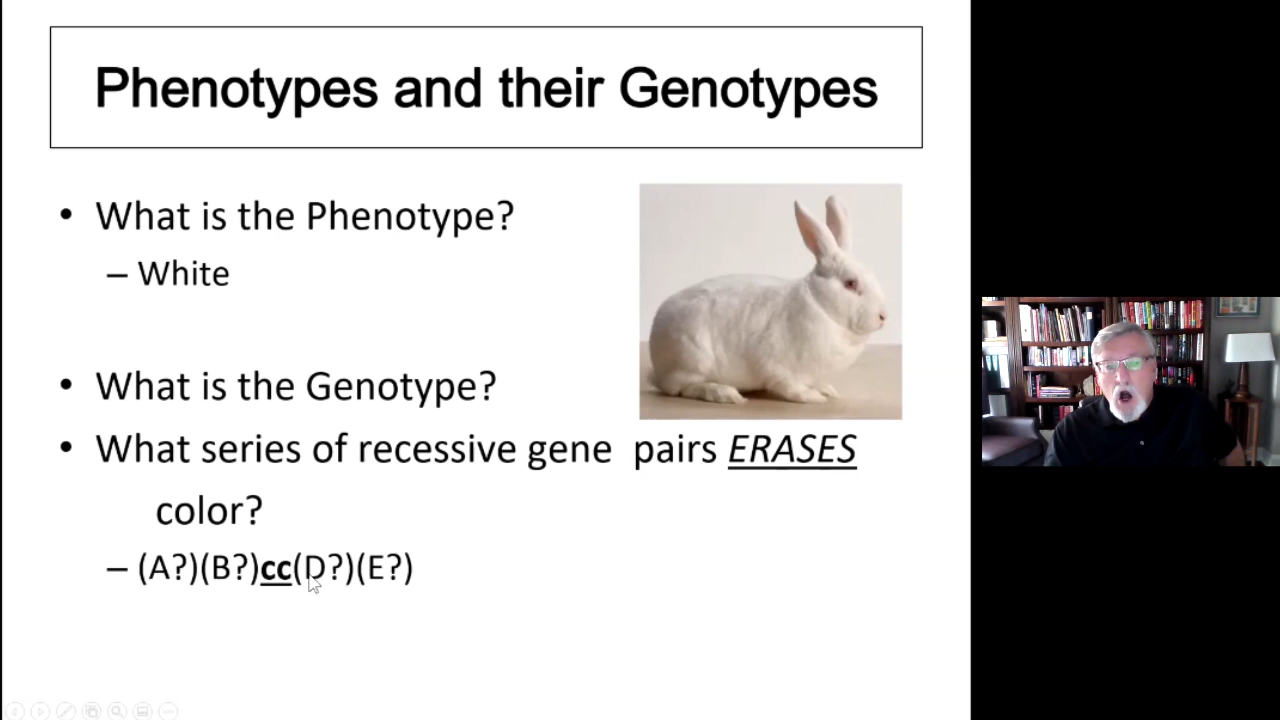 Phenotypes and their Genotypes
• What is the Phenotype?
– White
• What is the Genotype?
• What series of recessive gene pairs ERASES
color?
– (A?)(B?)cc(D?)(E?)